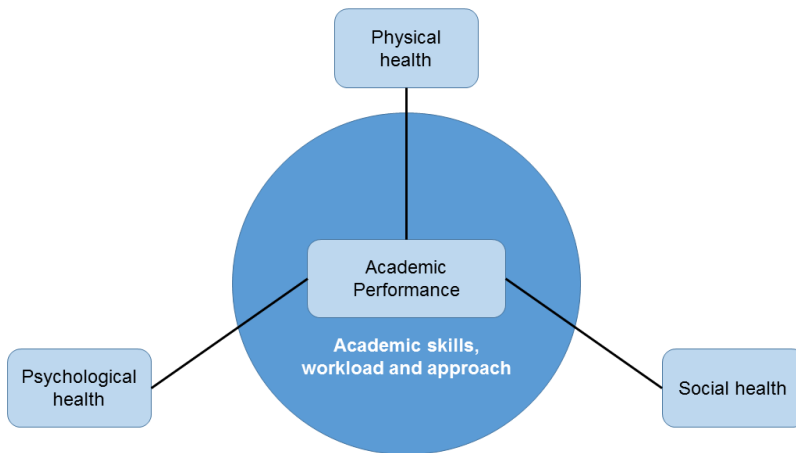 Physical
health
Academic
Performance
Academic skills,
workload and approach
Psychological
health
Social health